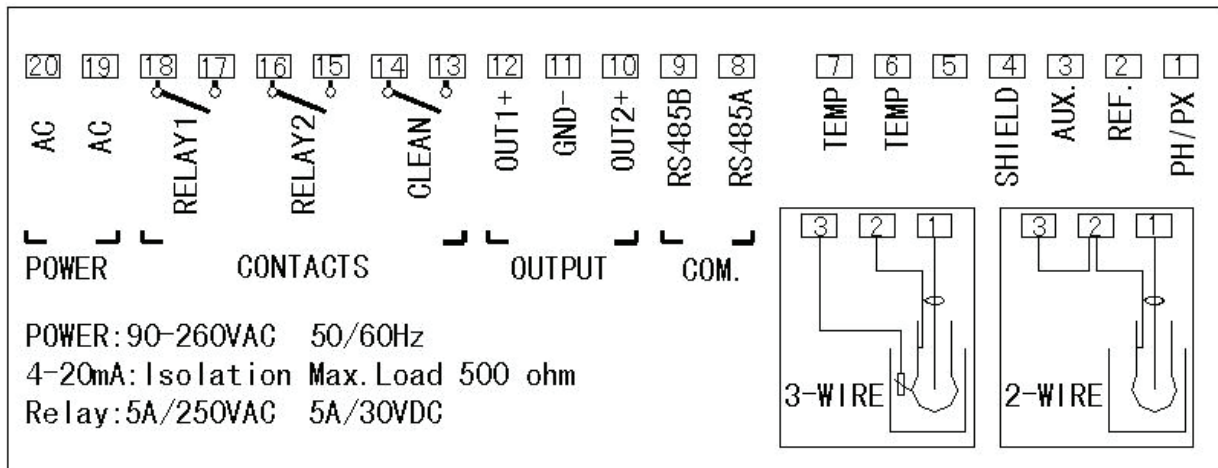 20 19 18 17 16 15 14 13 12 11 10 9 8 7 6 5 4 3 2 1
AC
AC
RELAY1
RELAY2
CLEAN
OUT1+
GND-
OUT2+
RS485B
RS485A
TEMP
TEMP
SHIELD
AUX.
REF.
PH/PX
POWER
CONTACTS
OUTPUT
COM.
POWER:90-260VAC 50/60Hz
4-20mA:Isolation Max.Load 500 ohm
Relay:5A/250VAC 5A/30VDC
3 2 1
3-WIRE
3 2 1
2-WIRE